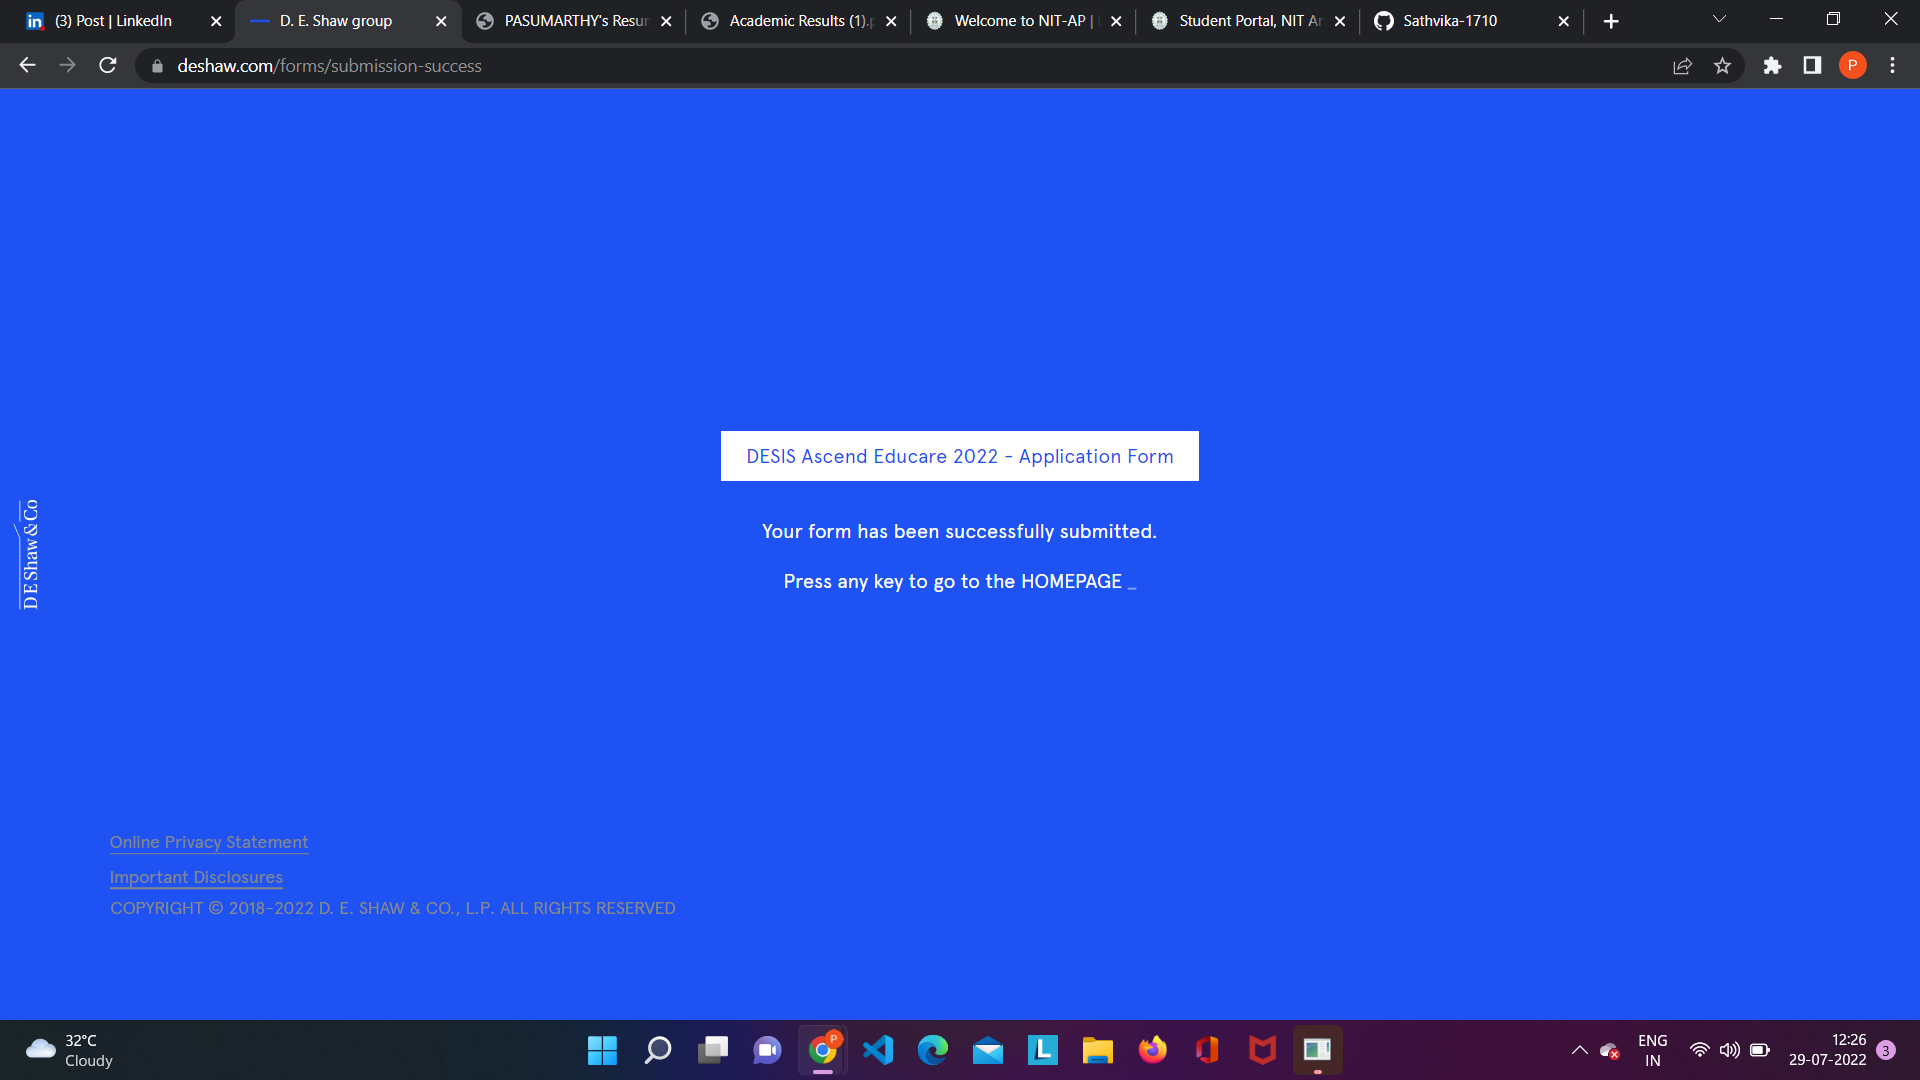 (3) Post | LinkedIn
D. E. Shaw group
PASUMARTHY's Resum
Academic Results (1).p
Welcome to NIT-AP |
Student Portal, NIT An
Sathvika-1710
deshaw.com/forms/submission-success
P
DESIS Ascend Educare 2022 - Application Form
Your form has been successfully submitted.
Press any key to go to the HOMEPAGE _
D E Shaw & Co
Online Privacy Statement
Important Disclosures
COPYRIGHT © 2018-2022 D. E. SHAW & CO., L.P. ALL RIGHTS RESERVED
32°C
Cloudy
P
L
ENG
IN
12:26
29-07-2022
3